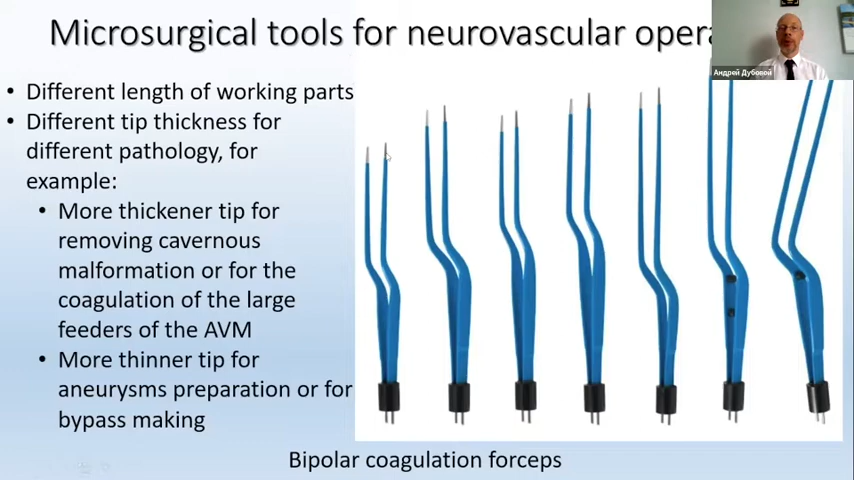 Microsurgical tools for neurovascular opera
Андрей Дубовой
• Different length of working parts
• Different tip thickness for
different pathology, for
example:
• More thickener tip for
removing cavernous
malformation or for the
coagulation of the large
feeders of the AVM
• More thinner tip for
aneurysms preparation or for
bypass making
Bipolar coagulation forceps